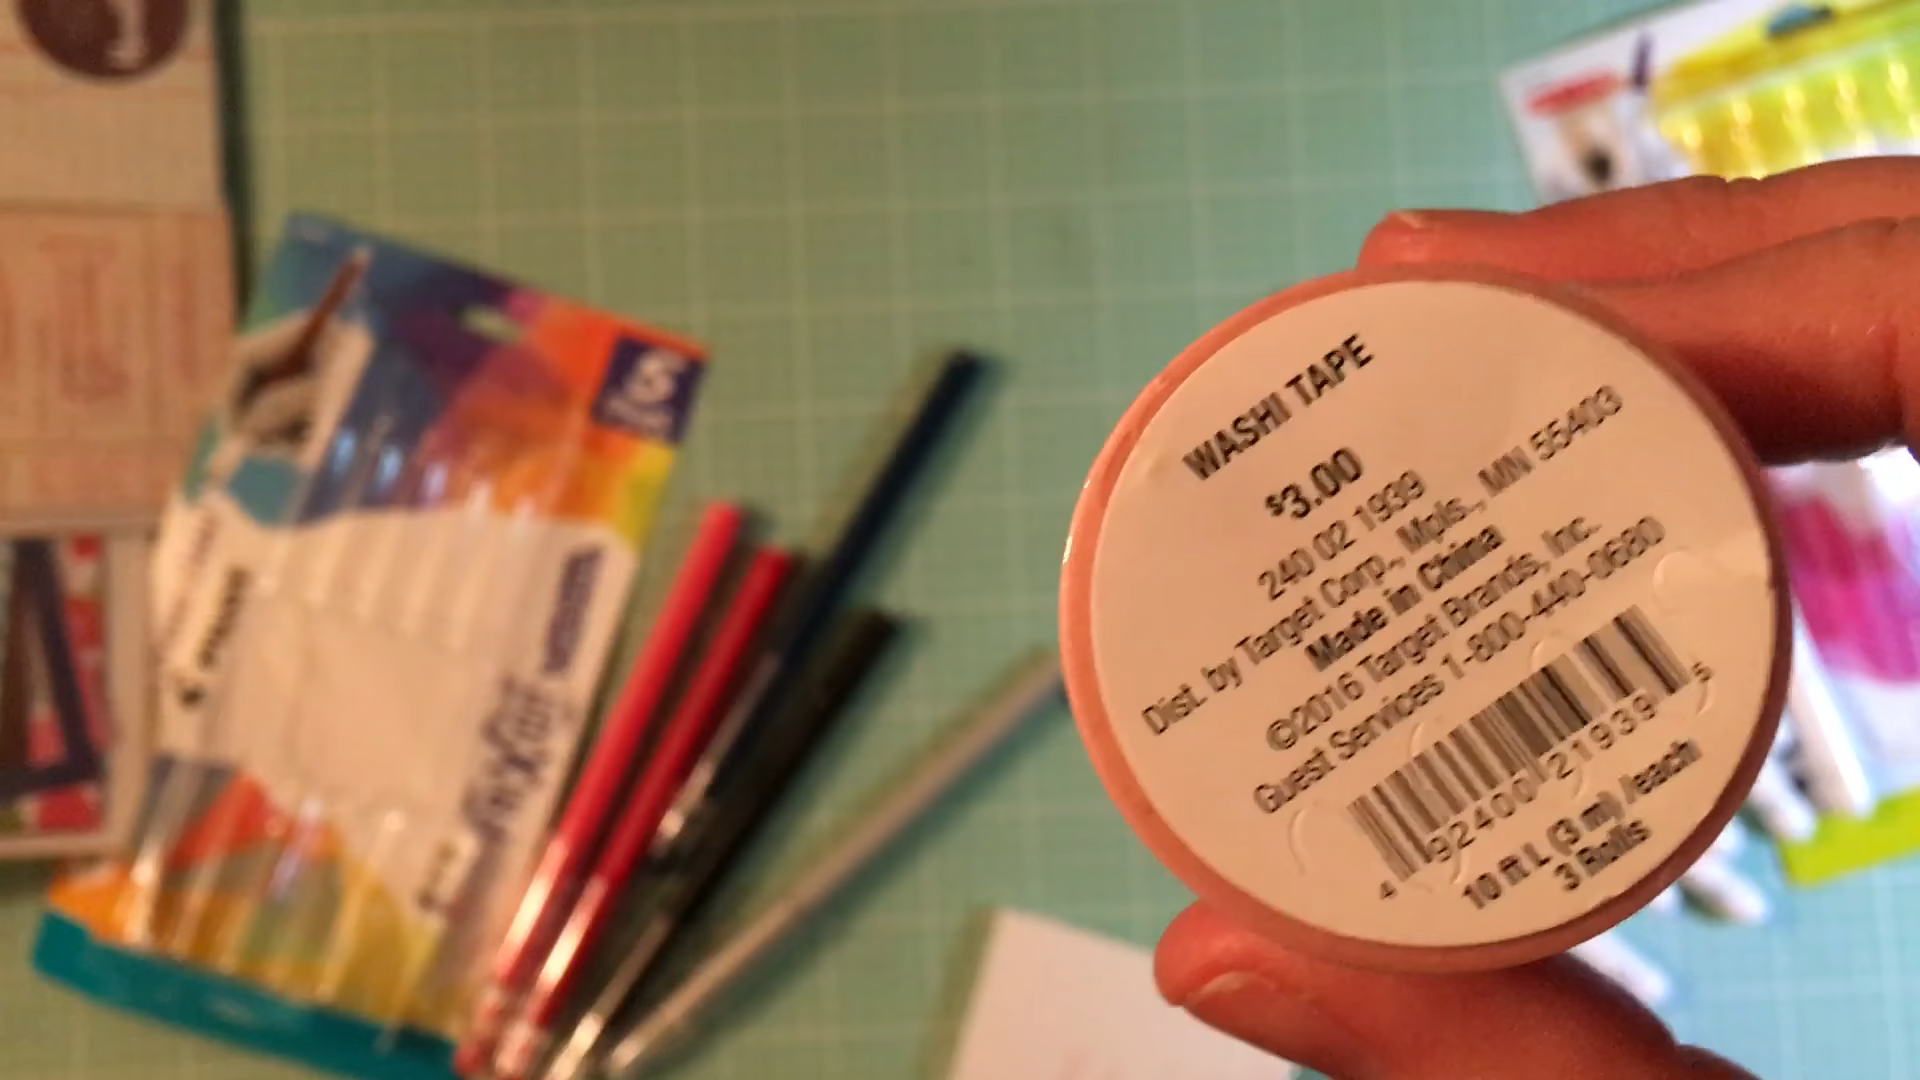 WASHI TAPE
$3.00
240 02 1939
Dist. by Target Corp., Mpls., MN 55403
Made in China
©2016 Target Brands, Inc.
Guest Services 1-800-440-0680
4 92400 21939 5
10 ft L (3 m) /each
3 Rolls
5